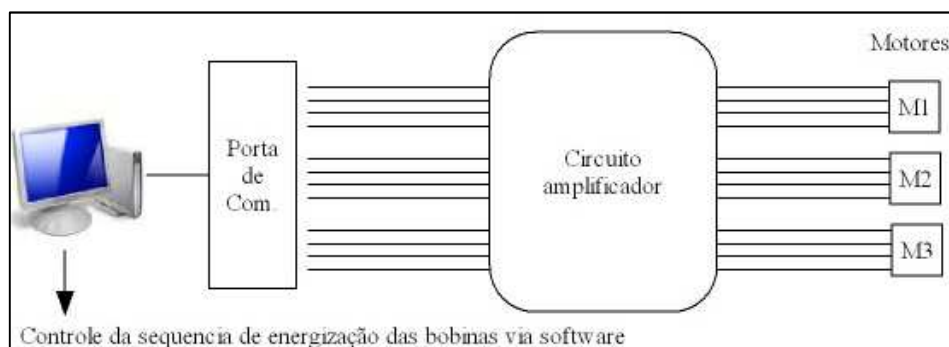 Motores
Porta
de
Com.
Circuito
amplificador
M1
M2
M3
Controle da sequencia de energização das bobinas via software